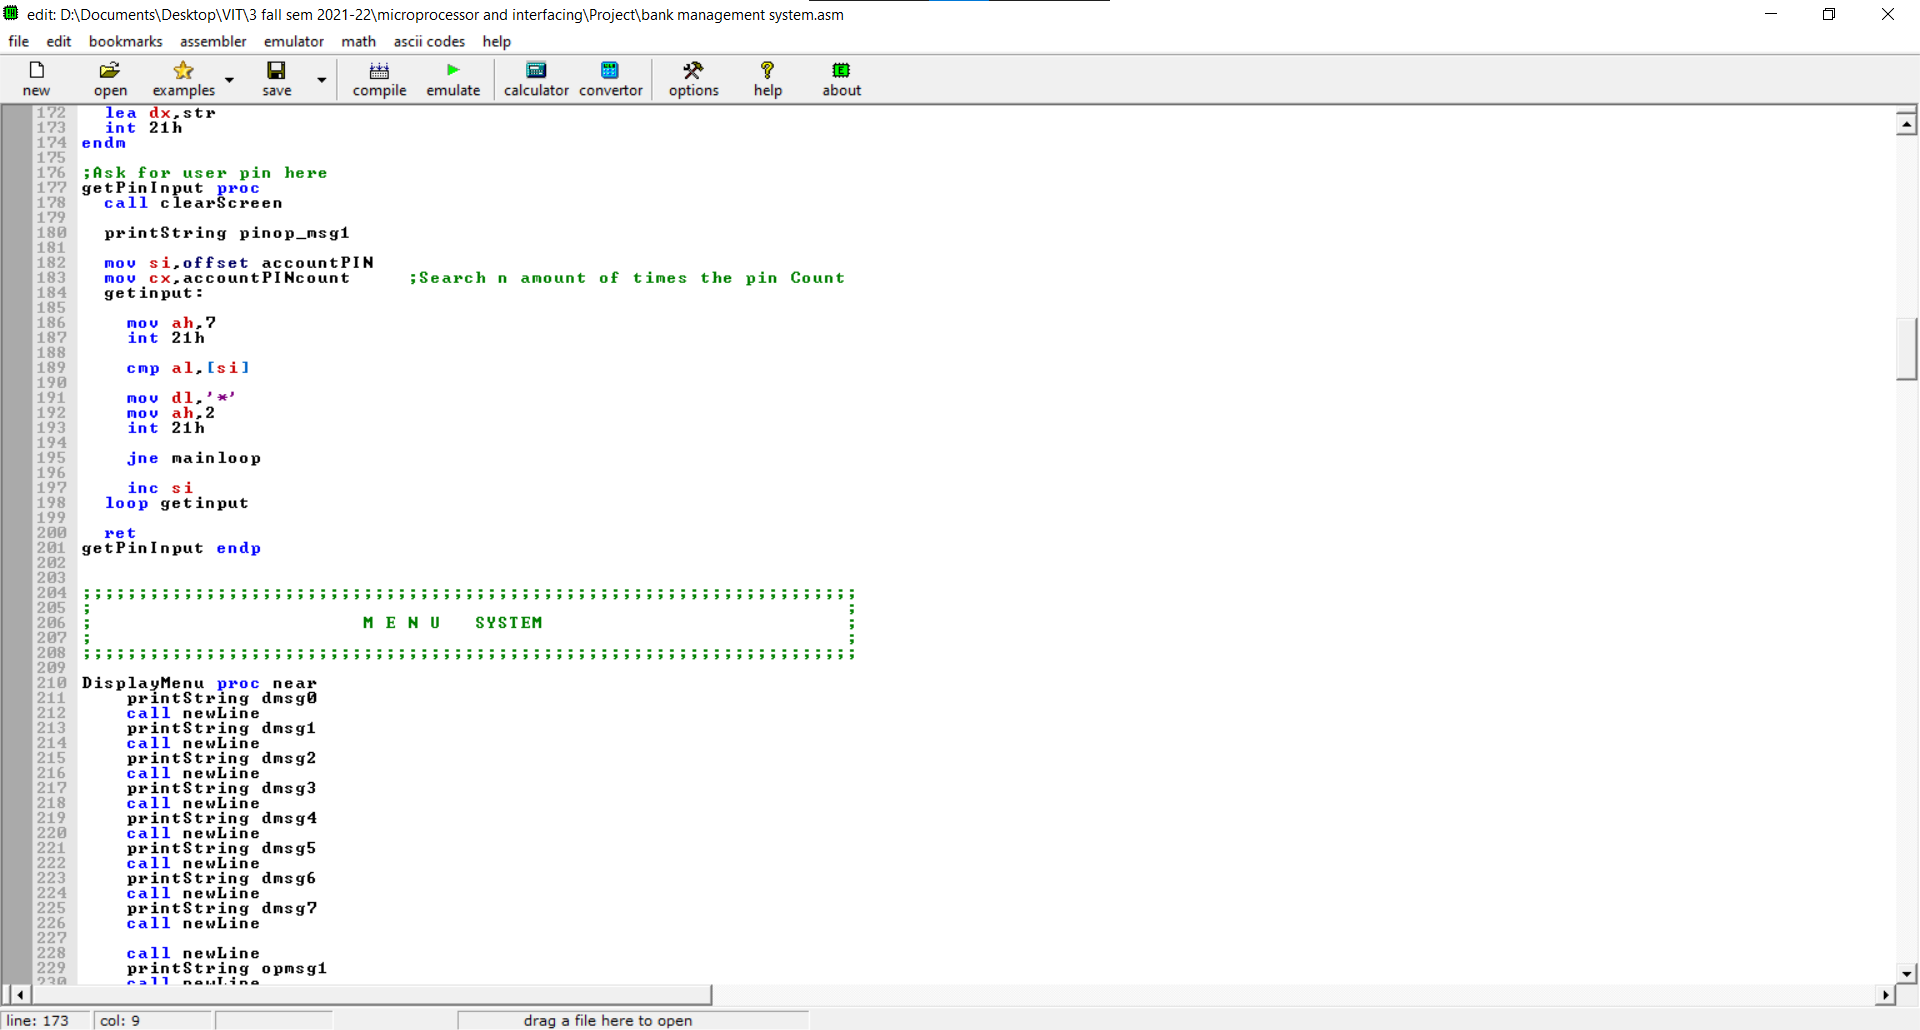 edit: D:\Documents\Desktop\VIT\3 fall sem 2021-22\microprocessor and interfacing\Project\bank management system.asm
file edit bookmarks assembler emulator math ascii codes help
new open examples save compile emulate calculator convertor options help about
172 lea dx,str
173 int 21h
174 endm
175
176 ;Ask for user pin here
177 getPinInput proc
178 call clearScreen
179
180 printString pinop_msg1
181
182 mov si,offset accountPIN
183 mov cx,accountPINcount ;Search n amount of times the pin Count
184 getinput:
185
186 mov ah,7
187 int 21h
188
189 cmp al,[si]
190
191 mov dl,'*'
192 mov ah,2
193 int 21h
194
195 jne mainloop
196
197 inc si
198 loop getinput
199
200 ret
201 getPinInput endp
202
203
204 ;;;;;;;;;;;;;;;;;;;;;;;;;;;;;;;;;;;;;;;;;;;;;;;;;;;;;;;;;;;;;;;;;;;;;
205 ; ;
206 ; M E N U SYSTEM ;
207 ; ;
208 ;;;;;;;;;;;;;;;;;;;;;;;;;;;;;;;;;;;;;;;;;;;;;;;;;;;;;;;;;;;;;;;;;;;;;
209
210 DisplayMenu proc near
211 printString dmsg0
212 call newLine
213 printString dmsg1
214 call newLine
215 printString dmsg2
216 call newLine
217 printString dmsg3
218 call newLine
219 printString dmsg4
220 call newLine
221 printString dmsg5
222 call newLine
223 printString dmsg6
224 call newLine
225 printString dmsg7
226 call newLine
227
228 call newLine
229 printString opmsg1
230 call newLine
line: 173 col: 9 drag a file here to open